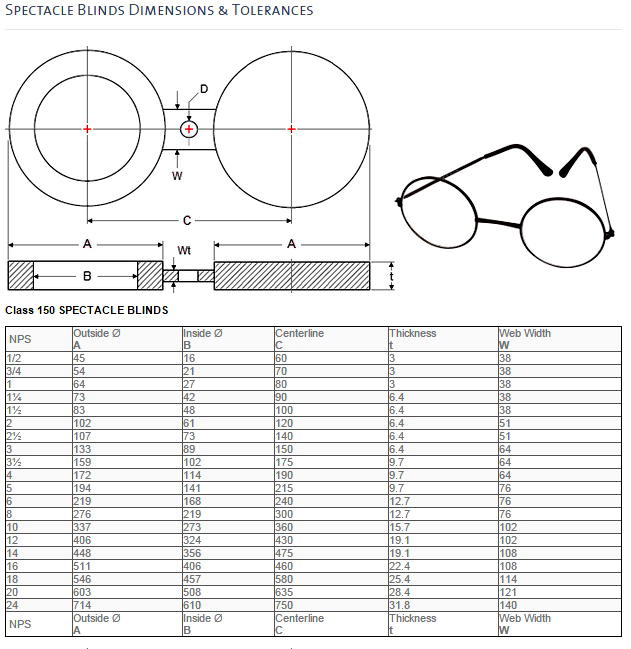 SPECTACLE BLINDS DIMENSIONS & TOLERANCES
D
W
C
A Wt A
B t
Class 150 SPECTACLE BLINDS
NPS Outside Ø A Inside Ø B Centerline C Thickness t Web Width W
1/2 45 16 60 3 38
3/4 54 21 70 3 38
1 64 27 80 3 38
1¼ 73 42 90 6.4 38
1½ 83 48 100 6.4 38
2 102 61 120 6.4 51
2½ 107 73 140 6.4 51
3 133 89 150 6.4 64
3½ 159 102 175 9.7 64
4 172 114 190 9.7 64
5 194 141 215 9.7 76
6 219 168 240 12.7 76
8 276 219 300 12.7 76
10 337 273 360 15.7 102
12 406 324 430 19.1 102
14 448 356 475 19.1 108
16 511 406 460 22.4 108
18 546 457 580 25.4 114
20 603 508 635 28.4 121
24 714 610 750 31.8 140
NPS Outside Ø A Inside Ø B Centerline C Thickness t Web Width W